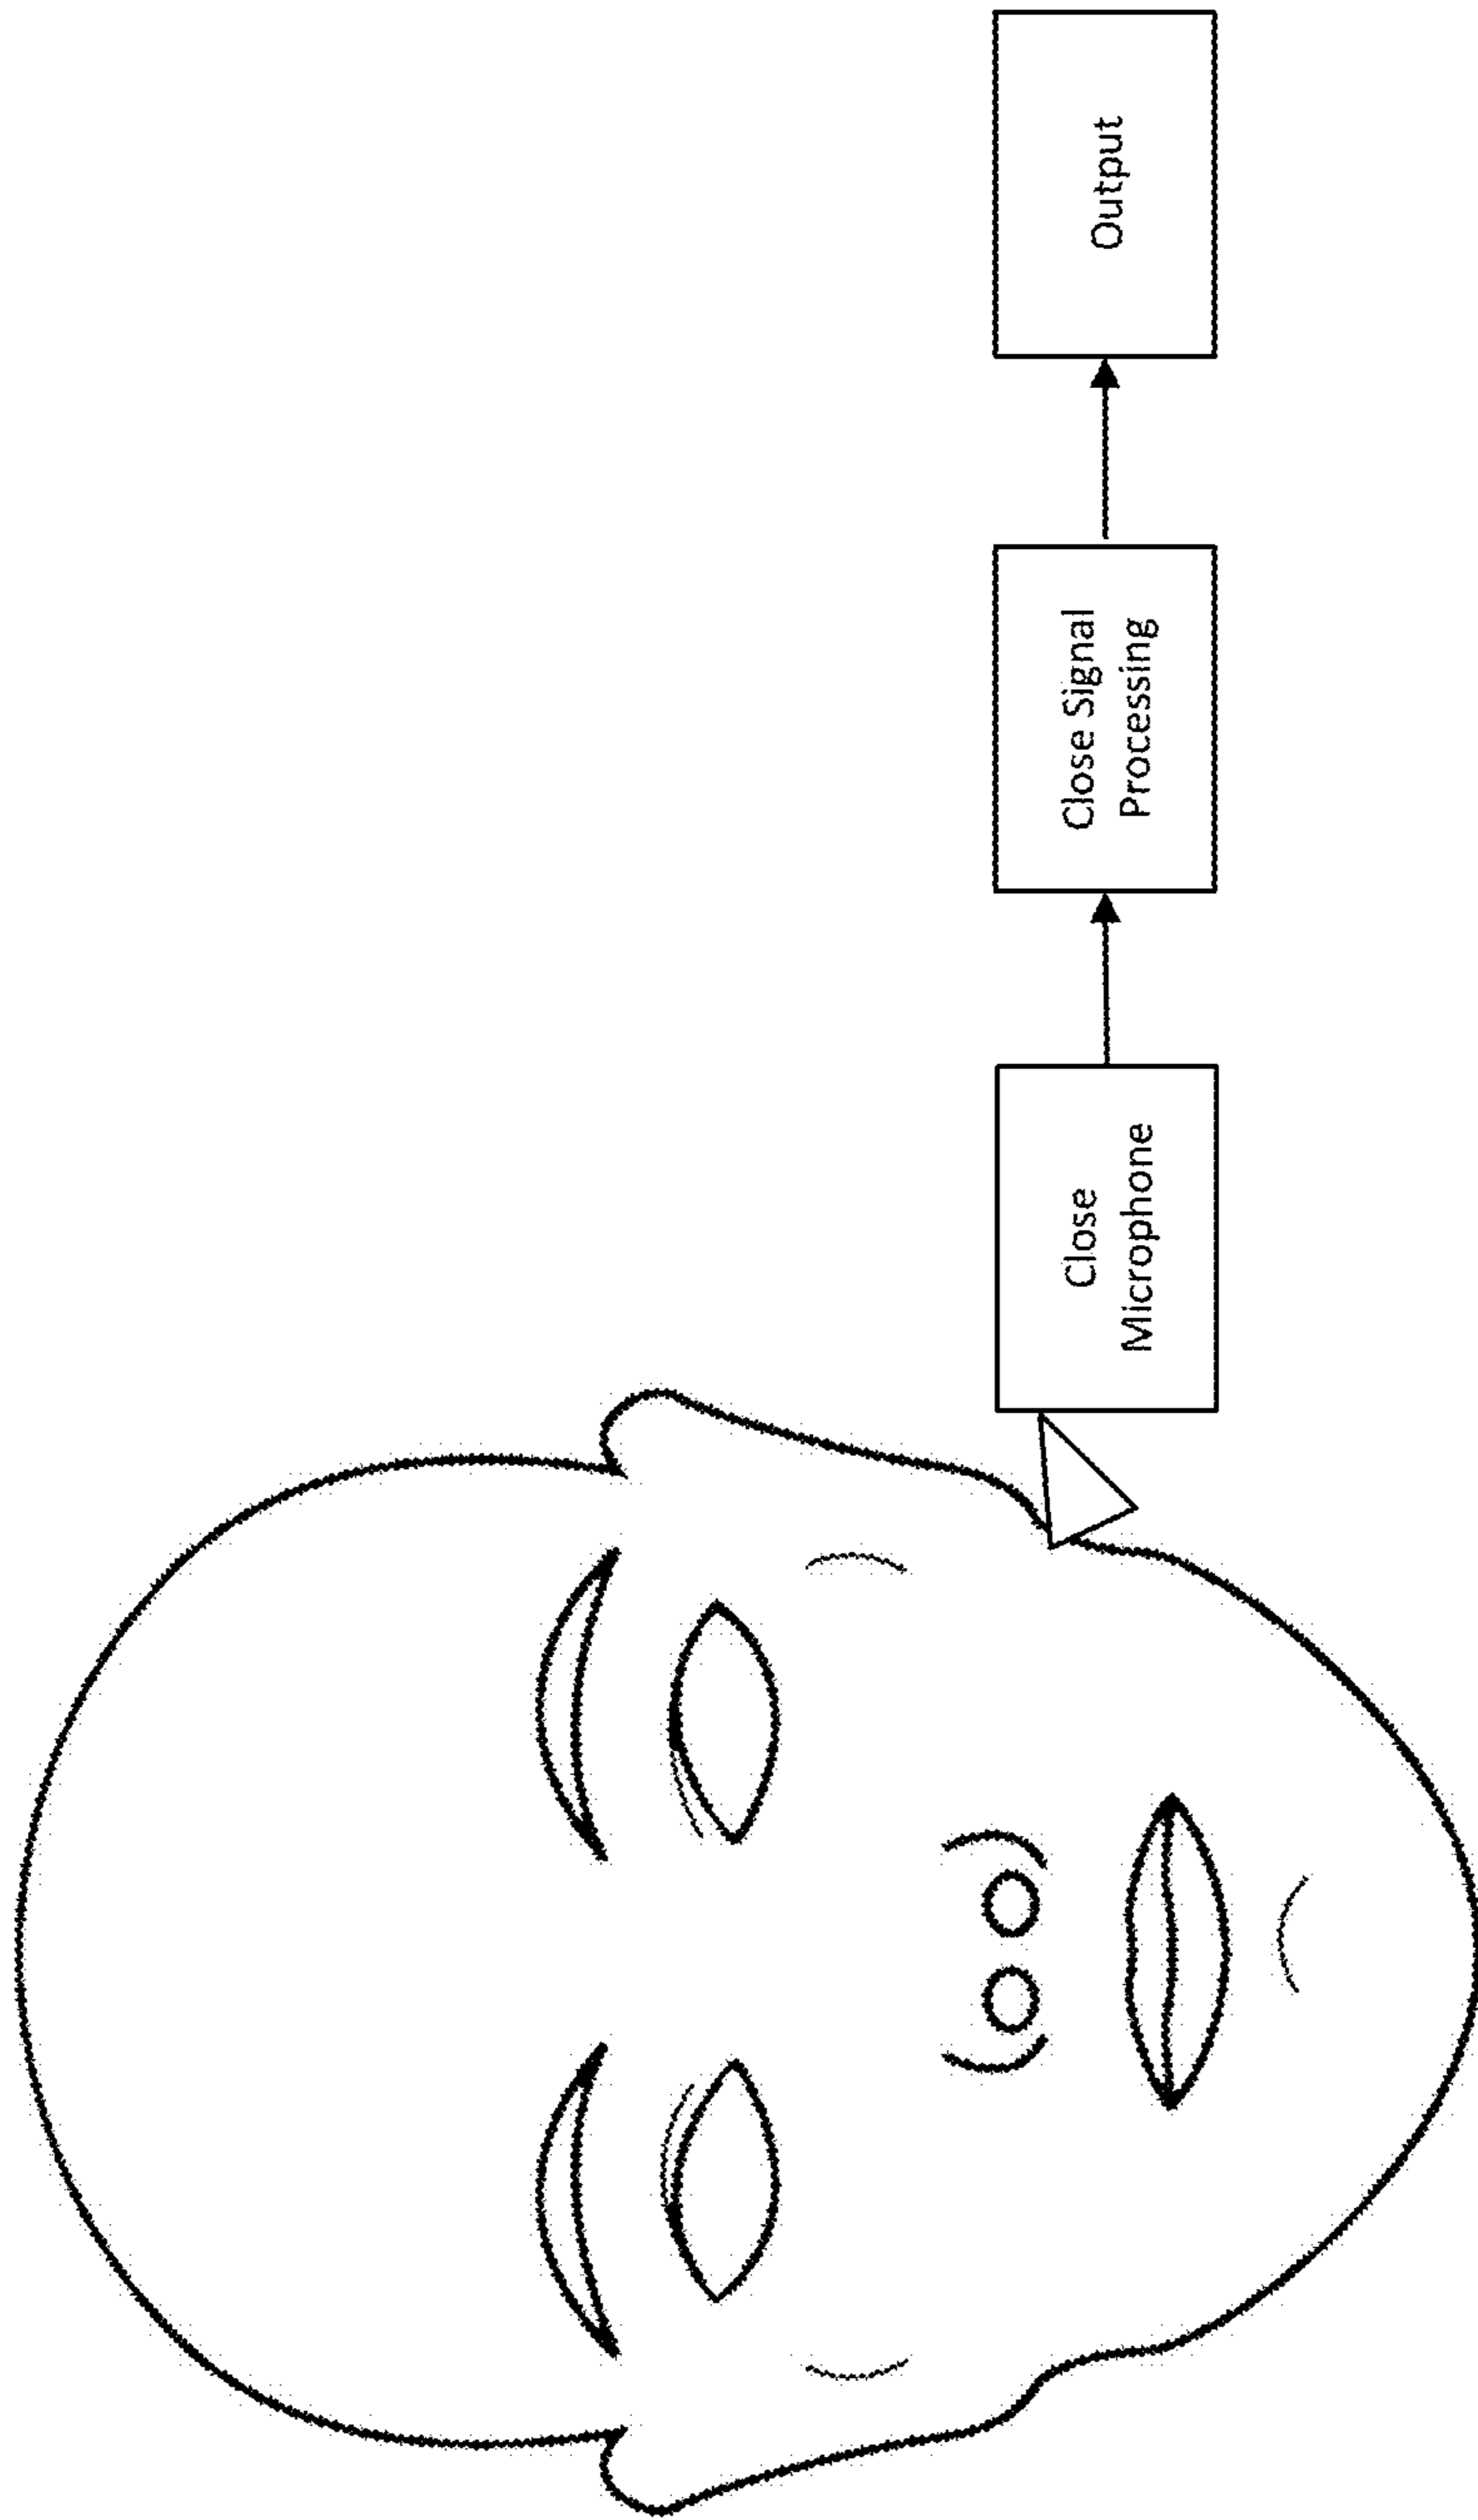 Close
Microphone
Close Signal
Processing
Output